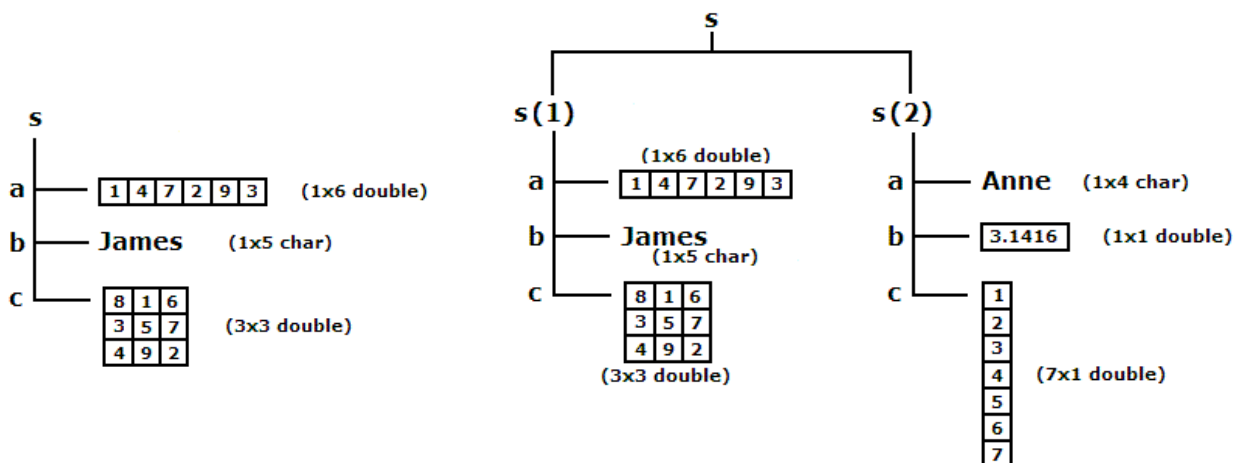 s
a 1 4 7 2 9 3 (1x6 double)
b James (1x5 char)
c 8 1 6
3 5 7 (3x3 double)
4 9 2
s
s(1)
(1x6 double)
a 1 4 7 2 9 3
b James
(1x5 char)
c 8 1 6
3 5 7
4 9 2
(3x3 double)
s(2)
a Anne (1x4 char)
b 3.1416 (1x1 double)
c 1
2
3
4 (7x1 double)
5
6
7